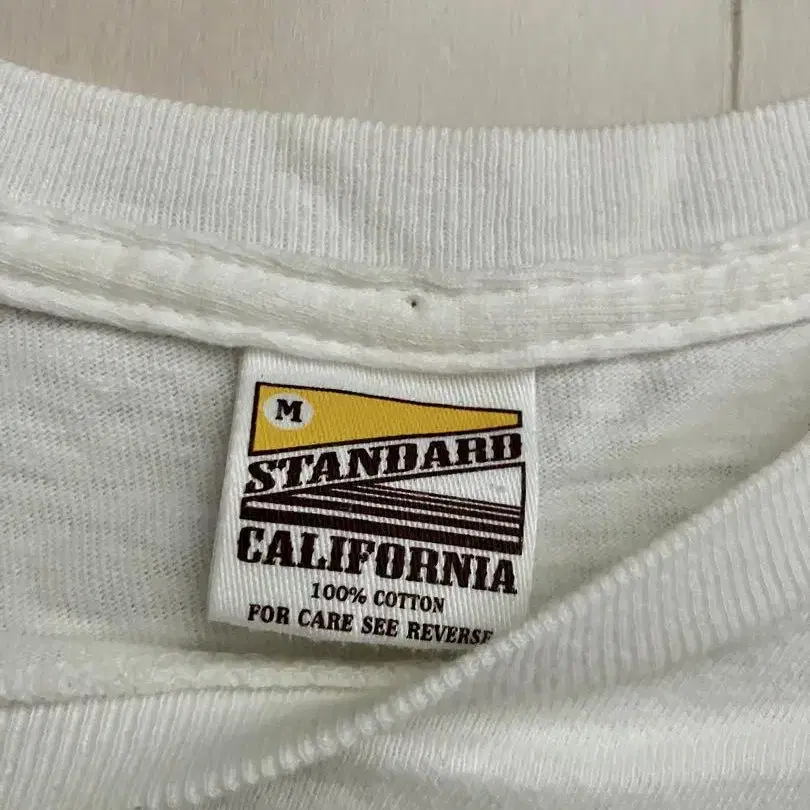 M
STANDARD
CALIFORNIA
100% COTTON
FOR CARE SEE REVERSE